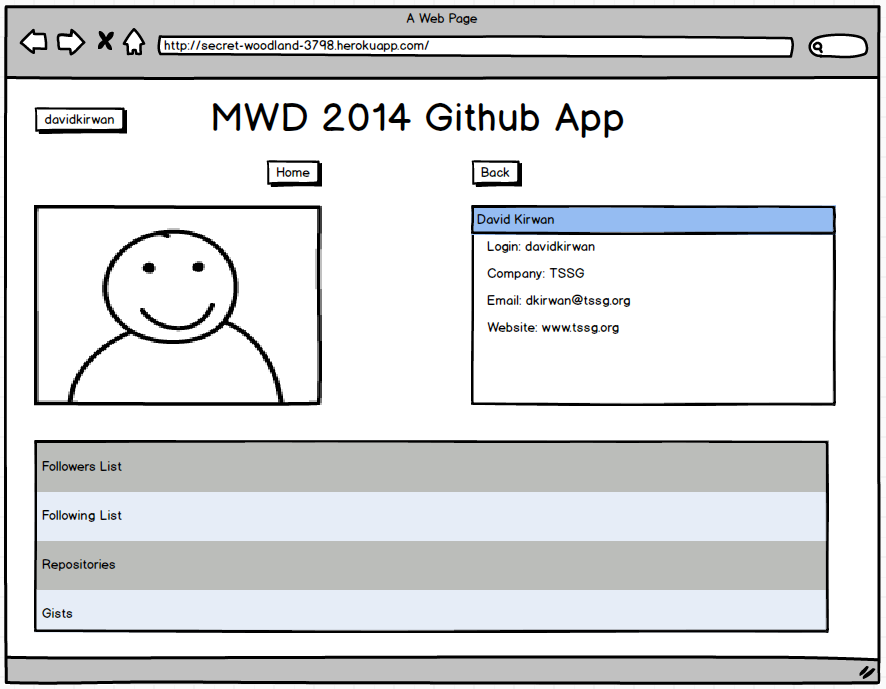 A Web Page
http://secret-woodland-3798.herokuapp.com/
davidkirwan
MWD 2014 Github App
Home
Back
David Kirwan
Login: davidkirwan
Company: TSSG
Email: dkirwan@tssg.org
Website: www.tssg.org
Followers List
Following List
Repositories
Gists